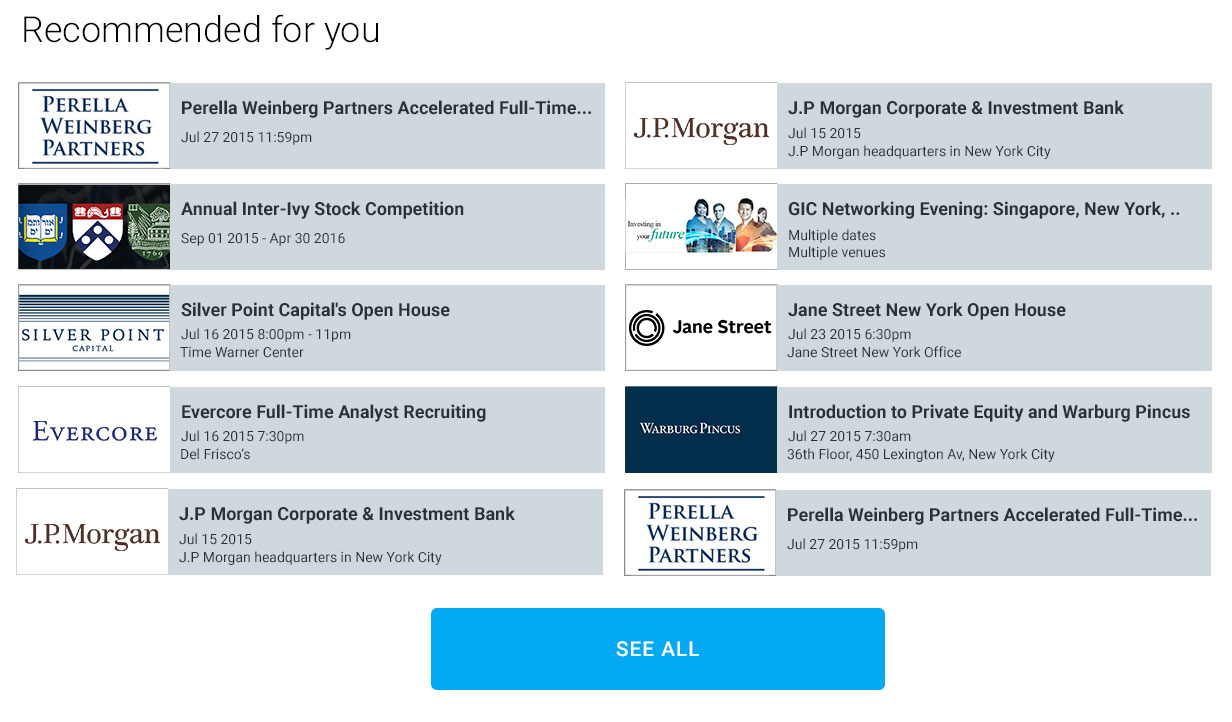 Recommended for you
PERELLA
WEINBERG
PARTNERS
Perella Weinberg Partners Accelerated Full-Time...
Jul 27 2015 11:59pm
J.P.Morgan
J.P Morgan Corporate & Investment Bank
Jul 15 2015
J.P Morgan headquarters in New York City
1769
Annual Inter-Ivy Stock Competition
Sep 01 2015 - Apr 30 2016
Investing in
your future
GIC Networking Evening: Singapore, New York, ..
Multiple dates
Multiple venues
SILVER POINT
CAPITAL
Silver Point Capital's Open House
Jul 16 2015 8:00pm - 11pm
Time Warner Center
Jane Street
Jane Street New York Open House
Jul 23 2015 6:30pm
Jane Street New York Office
EVERCORE
Evercore Full-Time Analyst Recruiting
Jul 16 2015 7:30pm
Del Frisco's
WARBURG PINCUS
Introduction to Private Equity and Warburg Pincus
Jul 27 2015 7:30am
36th Floor, 450 Lexington Av, New York City
J.P.Morgan
J.P Morgan Corporate & Investment Bank
Jul 15 2015
J.P Morgan headquarters in New York City
PERELLA
WEINBERG
PARTNERS
Perella Weinberg Partners Accelerated Full-Time...
Jul 27 2015 11:59pm
SEE ALL